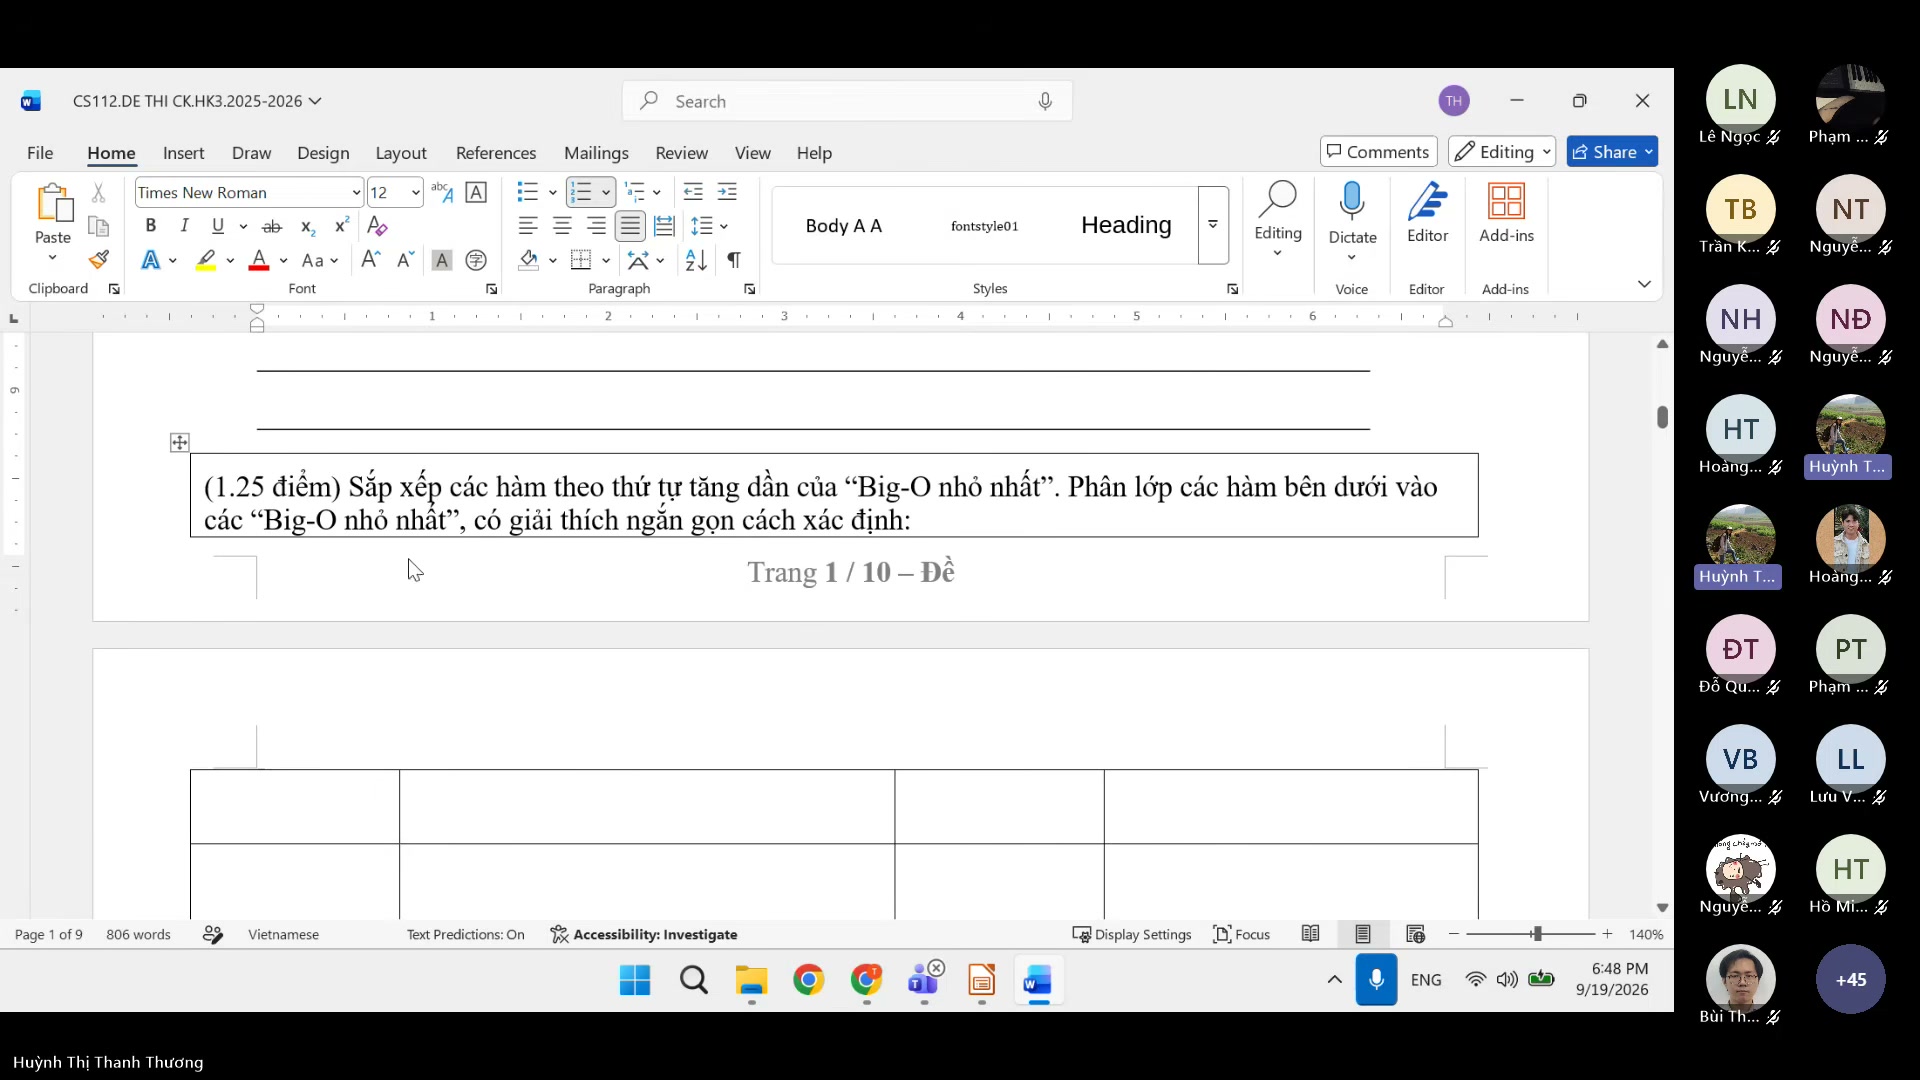 CS112.DE THI CK.HK3.2025-2026
Search
TH
File Home Insert Draw Design Layout References Mailings Review View Help
Comments Editing Share
Paste
Clipboard
Times New Roman 12
Font
Paragraph
Body A A
fontstyle01
Heading
Styles
Editing
Dictate
Voice
Editor
Editor
Add-ins
Add-ins
1 2 3 4 5 6
(1.25 điểm) Sắp xếp các hàm theo thứ tự tăng dần của “Big-O nhỏ nhất”. Phân lớp các hàm bên dưới vào
các “Big-O nhỏ nhất”, có giải thích ngắn gọn cách xác định:
Trang 1 / 10 – Đề
Page 1 of 9 806 words Vietnamese Text Predictions: On Accessibility: Investigate Display Settings Focus 140%
ENG
6:48 PM
9/19/2026
LN
Lê Ngọc
Phạm ...
TB
Trần K...
NT
Nguyễ...
NH
Nguyễ...
NĐ
Nguyễ...
HT
Hoàng...
Huỳnh T...
Huỳnh T...
Hoàng...
ĐT
Đỗ Qu...
PT
Phạm ...
VB
Vương...
LL
Lưu V...
Nguyễ...
HT
Hồ Mi...
Bùi Th...
+45
Huỳnh Thị Thanh Thương